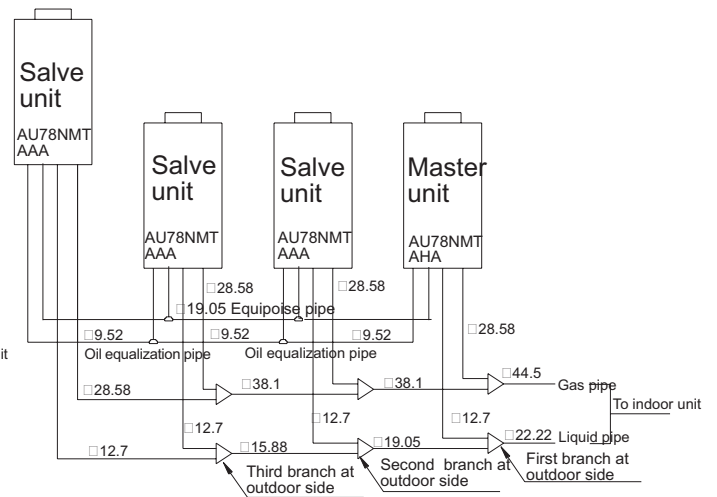 Salve
unit
AU78NMT
AAA
Salve
unit
AU78NMT
AAA
Salve
unit
AU78NMT
AAA
Master
unit
AU78NMT
AHA
□28.58
□28.58
□19.05 Equipoise pipe
□9.52
□9.52
□9.52
□28.58
it
Oil equalization pipe
Oil equalization pipe
□28.58
□38.1
□38.1
□44.5
Gas pipe
To indoor unit
□12.7
□12.7
□12.7
□12.7
□15.88
□19.05
□22.22
Liquid pipe
Third branch at
outdoor side
Second branch at
outdoor side
First branch at
outdoor side